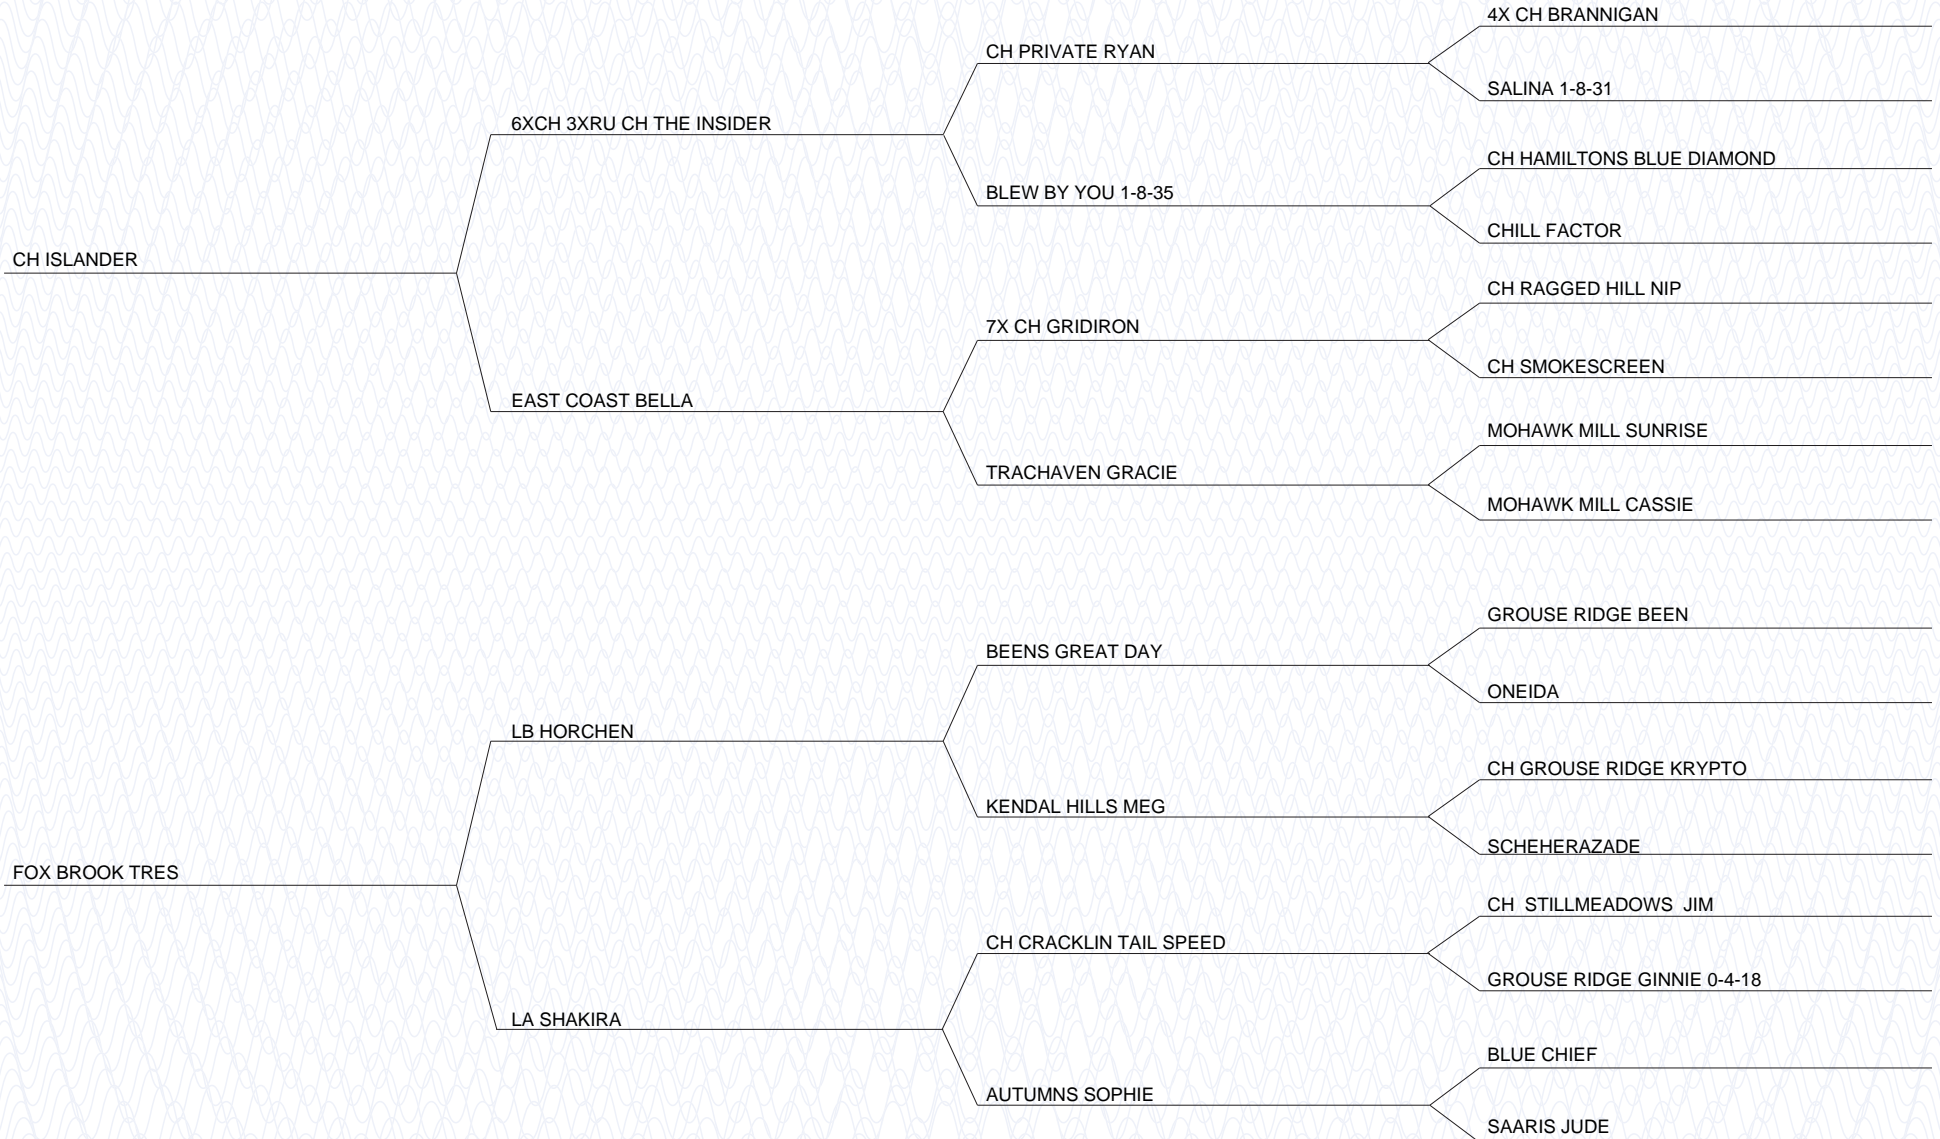 4X CH BRANNIGAN
CH PRIVATE RYAN
SALINA 1-8-31
6XCH 3XRU CH THE INSIDER
CH HAMILTONS BLUE DIAMOND
BLEW BY YOU 1-8-35
CHILL FACTOR
CH ISLANDER
CH RAGGED HILL NIP
7X CH GRIDIRON
CH SMOKESCREEN
EAST COAST BELLA
MOHAWK MILL SUNRISE
TRACHAVEN GRACIE
MOHAWK MILL CASSIE
GROUSE RIDGE BEEN
BEENS GREAT DAY
ONEIDA
LB HORCHEN
CH GROUSE RIDGE KRYPTO
KENDAL HILLS MEG
SCHEHERAZADE
FOX BROOK TRES
CH  STILLMEADOWS  JIM
CH CRACKLIN TAIL SPEED
GROUSE RIDGE GINNIE 0-4-18
LA SHAKIRA
BLUE CHIEF
AUTUMNS SOPHIE
SAARIS JUDE